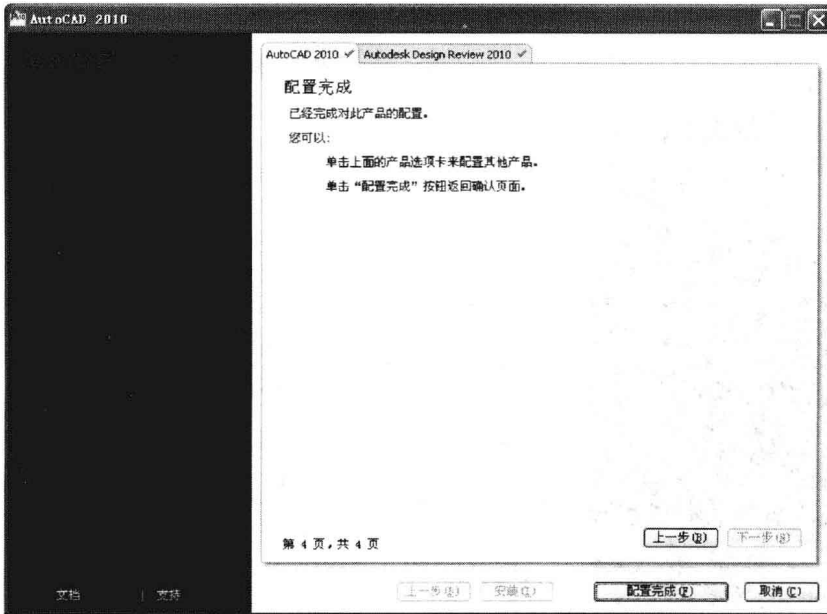 AutoCAD 2010
AutoCAD 2010 ✓ Autodesk Design Review 2010 ✓
配置完成
已经完成对此产品的配置。
您可以:
单击上面的产品选项卡来配置其他产品。
单击“配置完成”按钮返回确认页面。
第 4 页,共 4 页
上一步(B) 下一步
文档 | 支持
上一步 安装 配置完成(F) 取消(C)